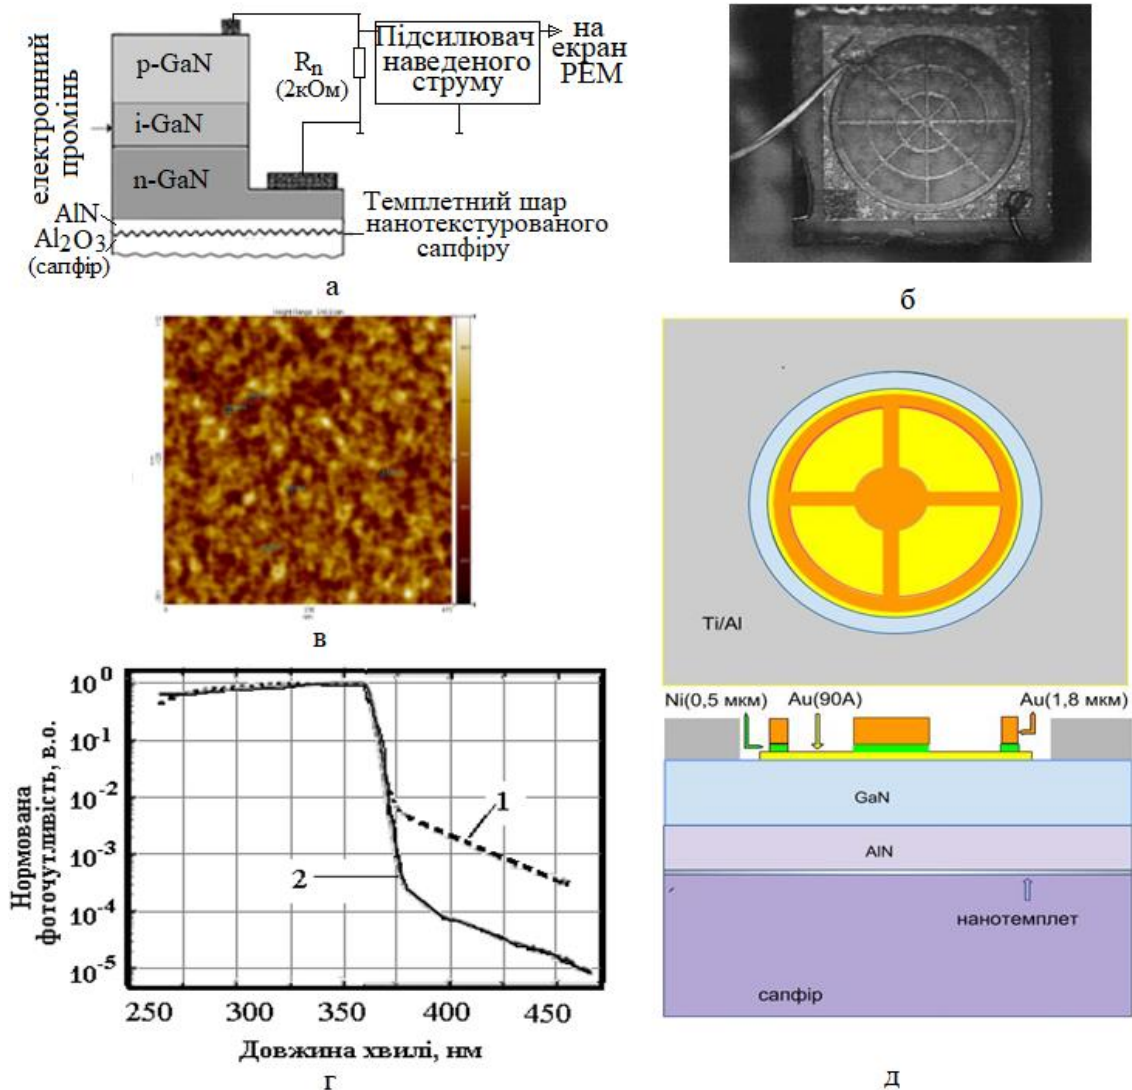 p-GaN
i-GaN
n-GaN
електронний
промінь
AlN
Al2O3
(сапфір)
Rn
(2кОм)
Підсилювач
наведеного
струму
на
екран
РЕМ
Темплетний шар
нанотекстурованого
сапфіру
а
б
в
Ti/Al
Ni(0,5 мкм)
Au(90A)
Au(1,8 мкм)
GaN
AlN
нанотемплет
сапфір
д
Нормована
фоточутливість, в.о.
10^0
10^-1
10^-2
10^-3
10^-4
10^-5
1
2
250 300 350 400 450
Довжина хвилі, нм
г